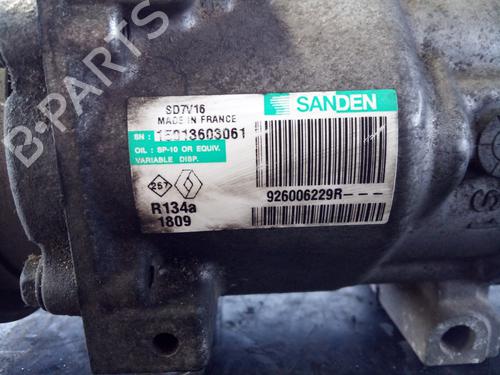 B-PARTS
SD7V16
MADE IN FRANCE
SANDEN
SN : 15013603061
OIL : SP-10 OR EQUIV.
VARIABLE DISP.
257
R134a
1809
926006229R---